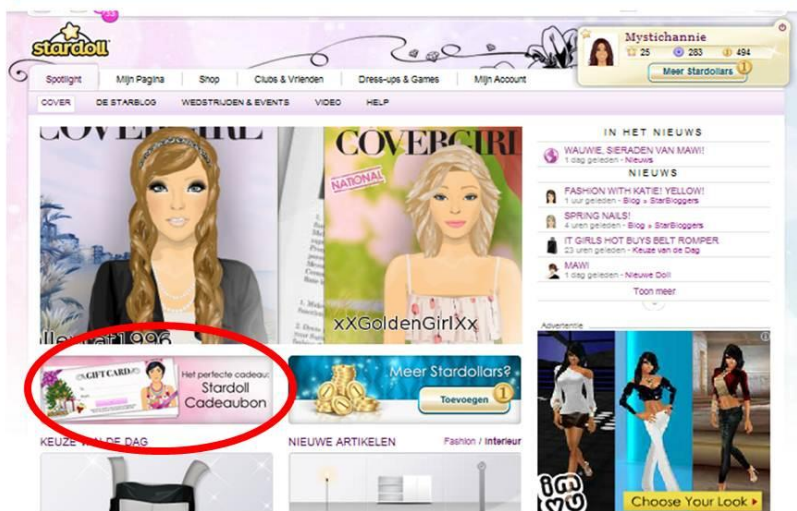 stardoll
Mystichannie
25 283 494
Meer Stardollars
Spotlight Mijn Pagina Shop Clubs & Vrienden Dress-ups & Games Mijn Account
COVER DE STARBLOG WEDSTRIJDEN & EVENTS VIDEO HELP
COVERGIRL
COVERGIRL
NATIONAL
xXGoldenGirlXx
IN HET NIEUWS
WAUWIE, SIERADEN VAN MAWI!
1 dag geleden - Nieuws
NIEUWS
FASHION WITH KATIE! YELLOW!
1 uur geleden - Blog » StarBloggers
SPRING NAILS!
4 uren geleden - Blog » StarBloggers
IT GIRLS HOT BUYS BELT ROMPER
23 uren geleden - Keuze van de Dag
MAWI
1 dag geleden - Nieuwe Doll
Toon meer
Advertentie
GIFT CARD
Het perfecte cadeau:
Stardoll
Cadeaubon
Meer Stardollars?
Toevoegen
KEUZE VAN DE DAG
NIEUWE ARTIKELEN Fashion / Interieur
imvu
Choose Your Look